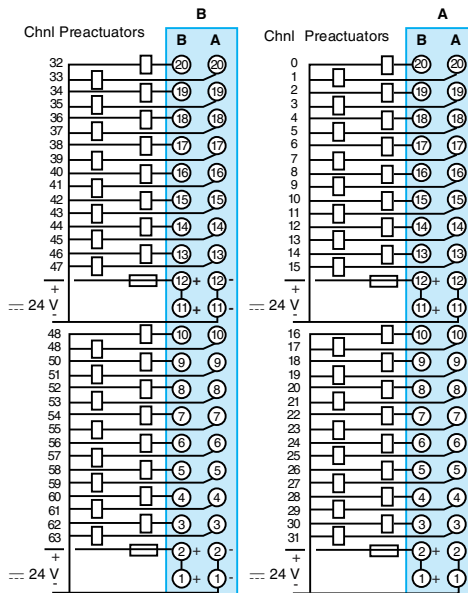 B
Chnl Preactuators
B A
32 20 20
33
34 19 19
35
36 18 18
37
38 17 17
39
40 16 16
41
42 15 15
43
44 14 14
45
46 13 13
47
12 + 12 -
+
24 V 11 + 11 +
-
48 10 10
48
50 9 9
51
52 8 8
53
54 7 7
55
56 6 6
57
58 5 5
59
60 4 4
61
62 3 3
63
2 + 2 -
+
24 V 1 + 1 -
-
A
Chnl Preactuators
B A
0 20 20
1
2 19 19
3
4 18 18
5
6 17 17
7
8 16 16
9
10 15 15
11
12 14 14
13
14 13 13
15
12 + 12
+
24 V 11 + 11
-
16 10 10
17
18 9 9
19
20 8 8
21
22 7 7
23
24 6 6
25
26 5 5
27
28 4 4
29
30 3 3
31
2 + 2
+
24 V 1 + 1
-